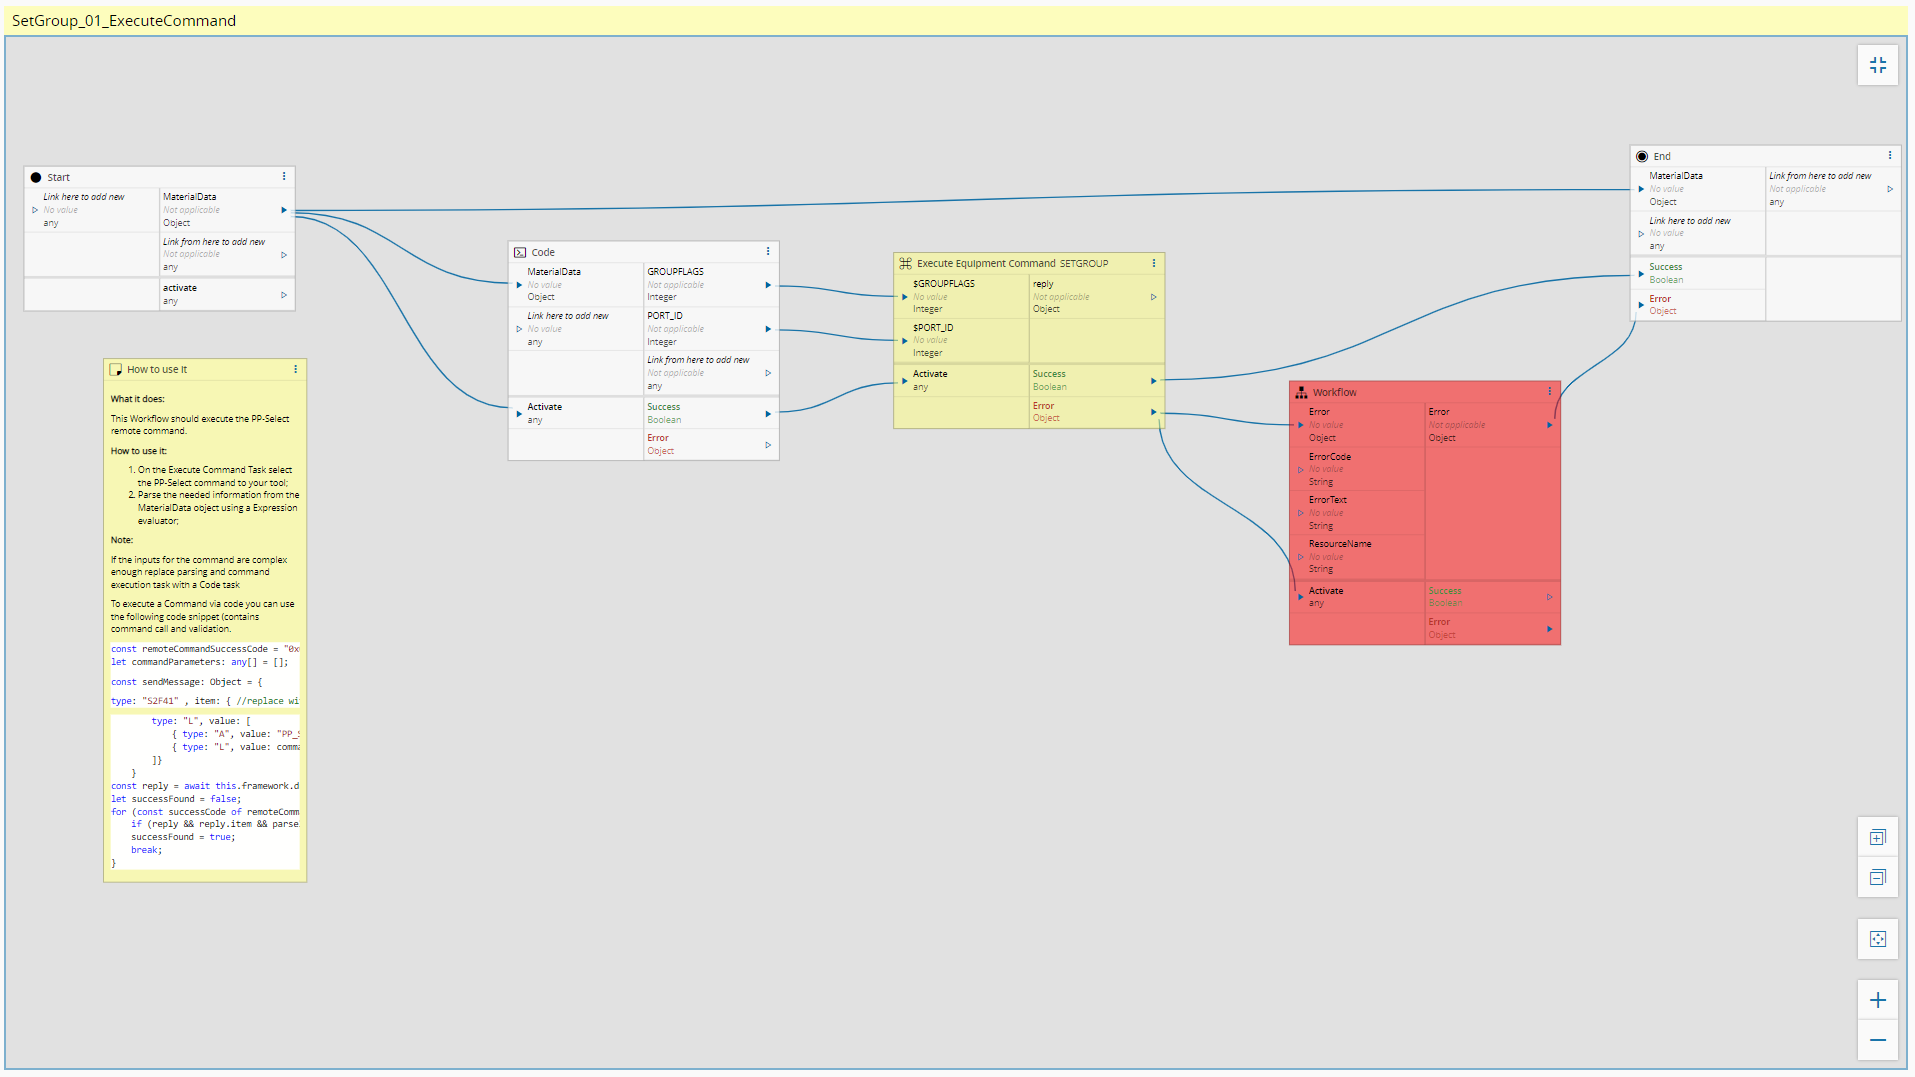 SetGroup_01_ExecuteCommand
Start
Link here to add new
No value
any
MaterialData
Not applicable
Object
Link from here to add new
Not applicable
any
activate
any
How to use it
What it does:
This Workflow should execute the PP-Select
remote command.
How to use it:
1. On the Execute Command Task select
the PP-Select command to your tool;
2. Parse the needed information from the
MaterialData object using a Expression
evaluator;
Note:
If the inputs for the command are complex
enough replace parsing and command
execution task with a Code task
To execute a Command via code you can use
the following code snippet (contains
command call and validation.
const remoteCommandSuccessCode = "0x
let commandParameters: any[] = [];
const sendMessage: Object = {
type: "S2F41" , item: { //replace wi
type: "L", value: [
{ type: "A", value: "PP_S
{ type: "L", value: comma
]}
}
const reply = await this.framework.d
let successFound = false;
for (const successCode of remoteComm
if (reply && reply.item && parse
successFound = true;
break;
}
Code
MaterialData
No value
Object
Link here to add new
No value
any
GROUPFLAGS
Not applicable
Integer
PORT_ID
Not applicable
Integer
Link from here to add new
Not applicable
any
Activate
any
Success
Boolean
Error
Object
Execute Equipment Command SETGROUP
$GROUPFLAGS
No value
Integer
$PORT_ID
No value
Integer
reply
Not applicable
Object
Activate
any
Success
Boolean
Error
Object
Workflow
Error
No value
Object
ErrorCode
No value
String
ErrorText
No value
String
ResourceName
No value
String
Error
Not applicable
Object
Activate
any
Success
Boolean
Error
Object
End
MaterialData
No value
Object
Link here to add new
No value
any
Link from here to add new
Not applicable
any
Success
Boolean
Error
Object